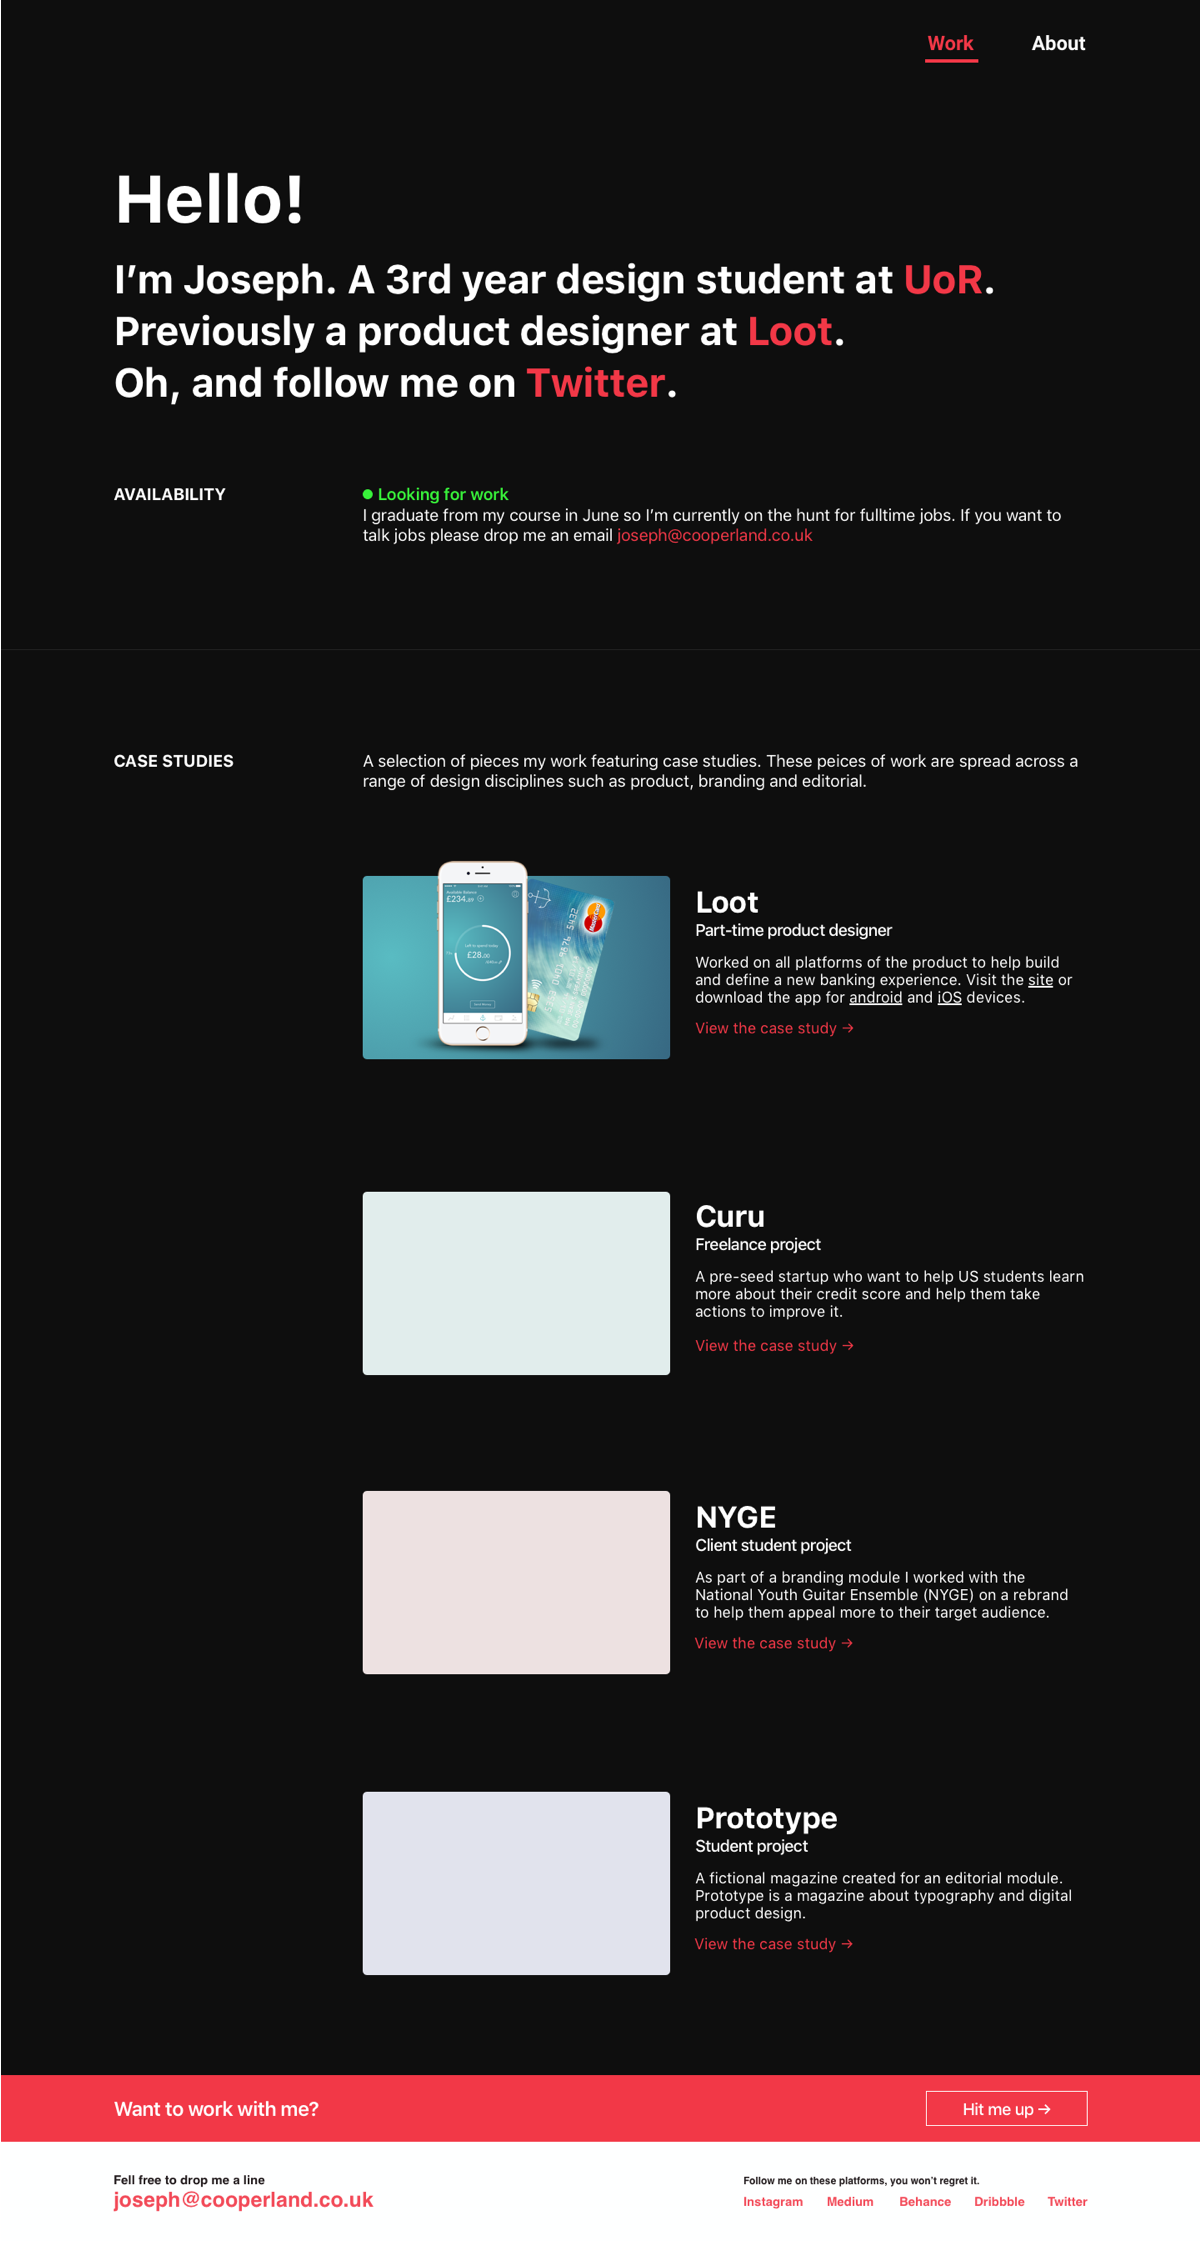 Work About
Hello!
I’m Joseph. A 3rd year design student at UoR.
Previously a product designer at Loot.
Oh, and follow me on Twitter.
AVAILABILITY
Looking for work
I graduate from my course in June so I’m currently on the hunt for fulltime jobs. If you want to
talk jobs please drop me an email joseph@cooperland.co.uk
CASE STUDIES
A selection of pieces my work featuring case studies. These peices of work are spread across a
range of design disciplines such as product, branding and editorial.
Available Balance
£234.89
Left to spend today
£28.00
5432
9876
Loot
Part-time product designer
Worked on all platforms of the product to help build
and define a new banking experience. Visit the site or
download the app for android and iOS devices.
View the case study →
Curu
Freelance project
A pre-seed startup who want to help US students learn
more about their credit score and help them take
actions to improve it.
View the case study →
NYGE
Client student project
As part of a branding module I worked with the
National Youth Guitar Ensemble (NYGE) on a rebrand
to help them appeal more to their target audience.
View the case study →
Prototype
Student project
A fictional magazine created for an editorial module.
Prototype is a magazine about typography and digital
product design.
View the case study →
Want to work with me?
Hit me up →
Fell free to drop me a line
joseph@cooperland.co.uk
Follow me on these platforms, you won’t regret it.
Instagram Medium Behance Dribbble Twitter